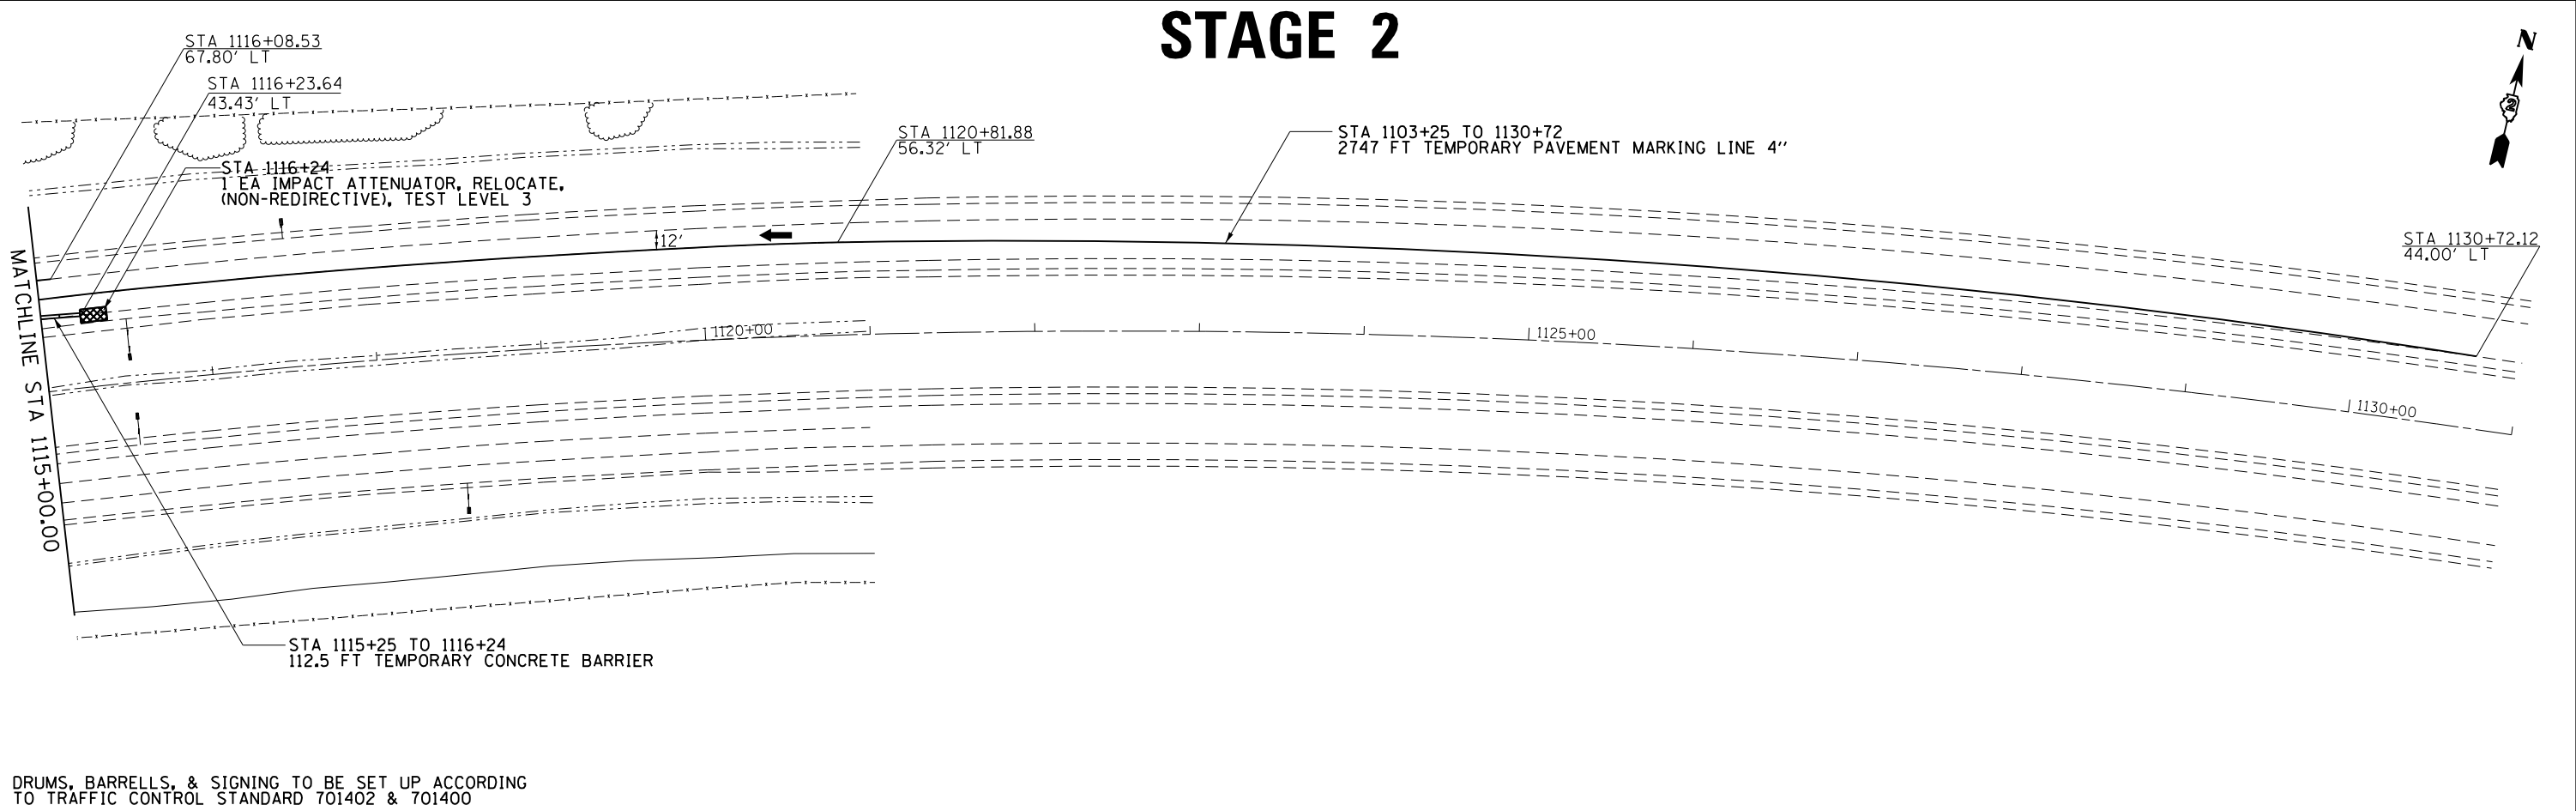 STAGE 2
STA 1116+08.53
67.80' LT
STA 1116+23.64
43.43' LT
STA 1116+24
1 EA IMPACT ATTENUATOR, RELOCATE,
(NON-REDIRECTIVE), TEST LEVEL 3
STA 1120+81.88
56.32' LT
STA 1103+25 TO 1130+72
2747 FT TEMPORARY PAVEMENT MARKING LINE 4''
N
2
STA 1130+72.12
44.00' LT
12'
MATCHLINE STA 1115+00.00
1120+00
1125+00
1130+00
STA 1115+25 TO 1116+24
112.5 FT TEMPORARY CONCRETE BARRIER
DRUMS, BARRELLS, & SIGNING TO BE SET UP ACCORDING
TO TRAFFIC CONTROL STANDARD 701402 & 701400